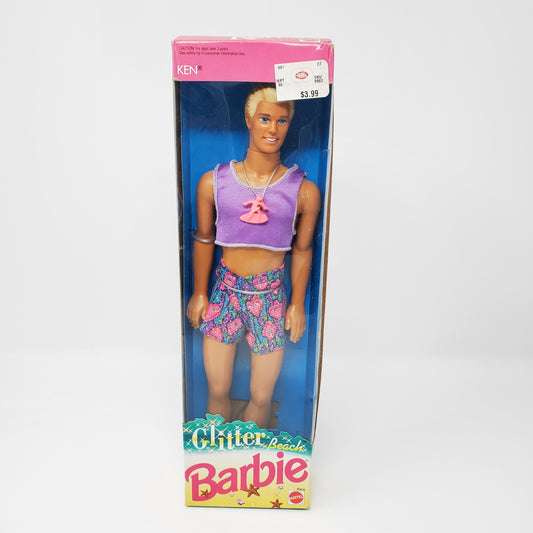 CAUTION: For ages over 3 years.
See safety tip in consumer information box.
KEN®
$3.99
Glitter
Beach
Barbie®
MATTEL